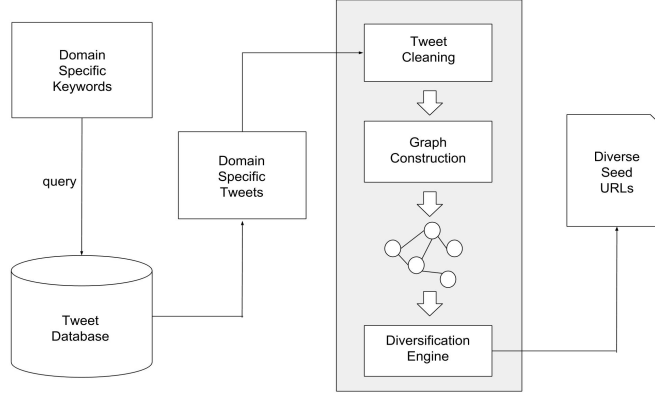 Domain
Specific
Keywords
query
Tweet
Database
Domain
Specific
Tweets
Tweet
Cleaning
Graph
Construction
Diversification
Engine
Diverse
Seed
URLs